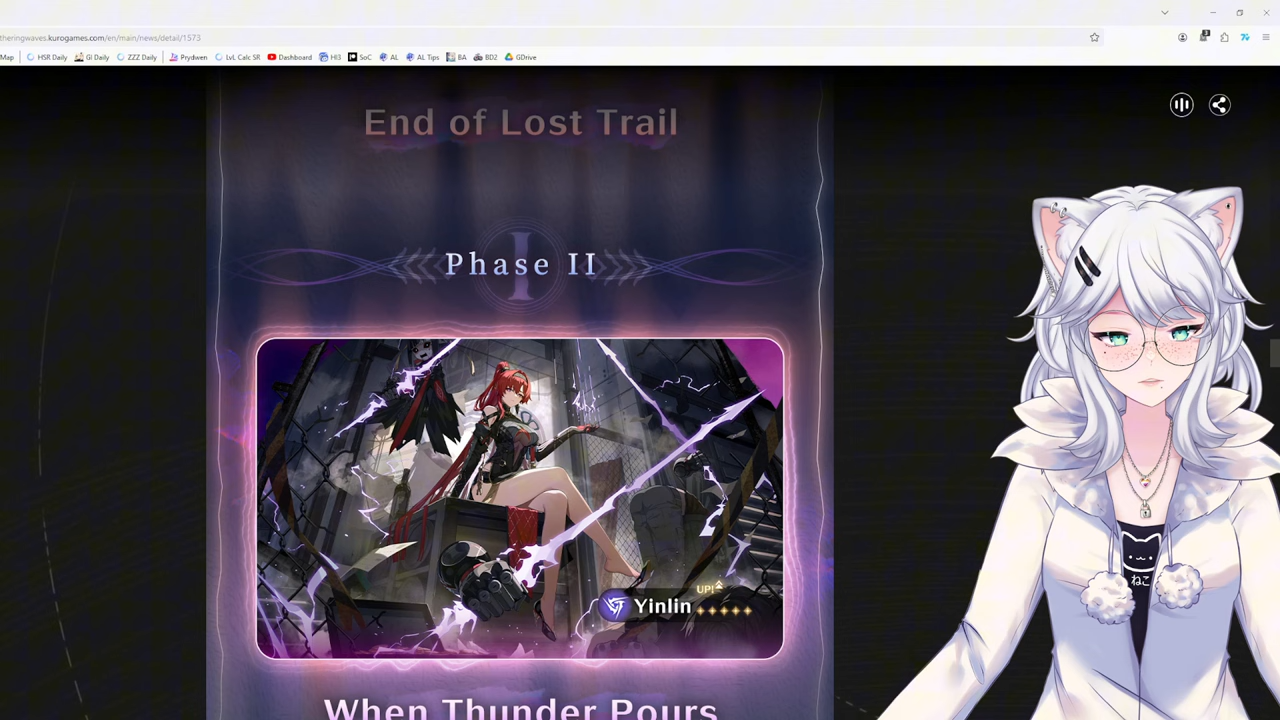 theringwaves.kurogames.com/en/main/news/detail/1573
Map HSR Daily Gi Daily ZZZ Daily Prydwen LvL Calc SR Dashboard HI3 SoC AL AL Tips BA BD2 GDrive
End of Lost Trail
Phase II
UP!
Yinlin
When Thunder Pours
ねこ